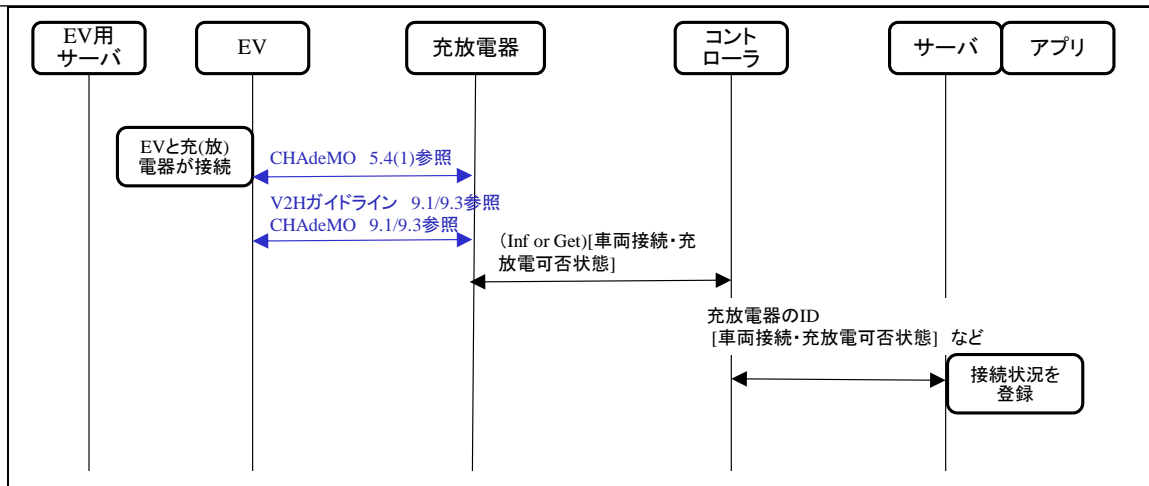 EV用
サーバ
EV
充放電器
コント
ローラ
サーバ
アプリ
EVと充(放)
電器が接続
CHAdeMO 5.4(1)参照
V2Hガイドライン 9.1/9.3参照
CHAdeMO 9.1/9.3参照
(Inf or Get)[車両接続・充
放電可否状態]
充放電器のID
[車両接続・充放電可否状態] など
接続状況を
登録